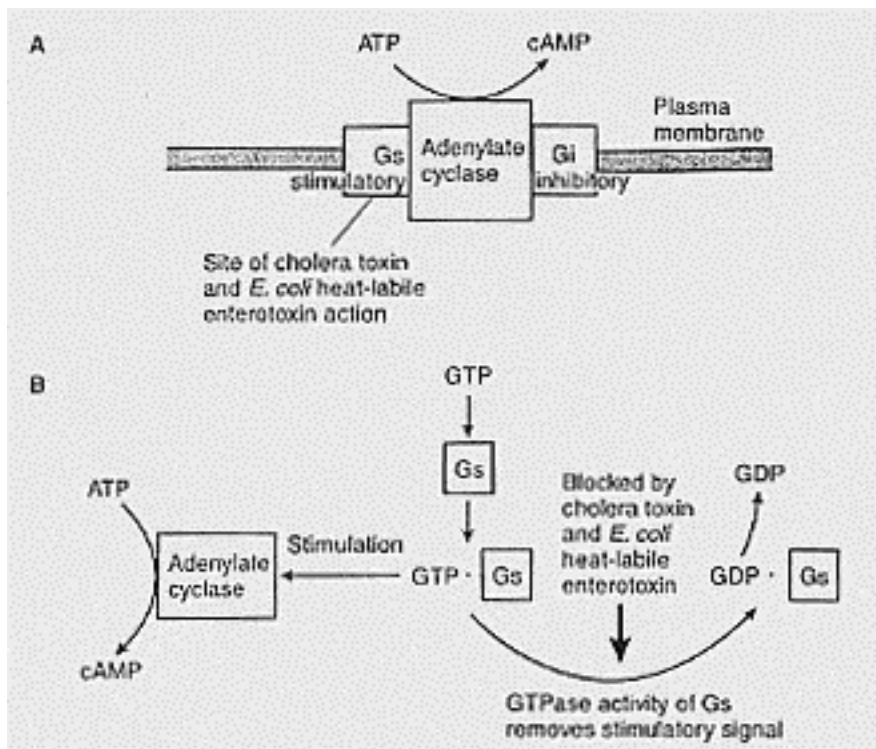 A
ATP
cAMP
Plasma
membrane
Gs
stimulatory
Adenylate
cyclase
Gi
inhibitory
Site of cholera toxin
and E. coli heat-labile
enterotoxin action
B
GTP
Gs
ATP
Adenylate
cyclase
Stimulation
GTP · Gs
cAMP
Blocked by
cholera toxin
and E. coli
heat-labile
enterotoxin
GDP
GDP · Gs
GTPase activity of Gs
removes stimulatory signal